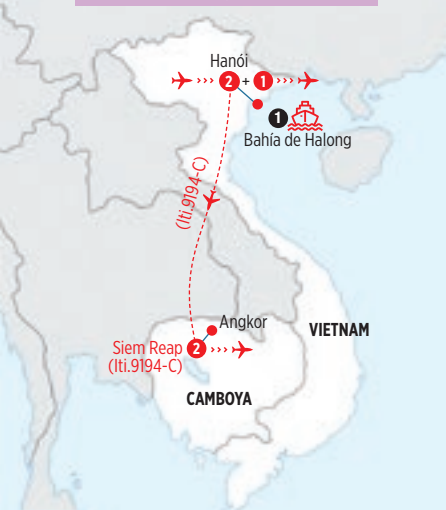 Hanói
2 + 1
1
Bahía de Halong
(Iti.9194-C)
Angkor
Siem Reap
2
(Iti.9194-C)
VIETNAM
CAMBOYA